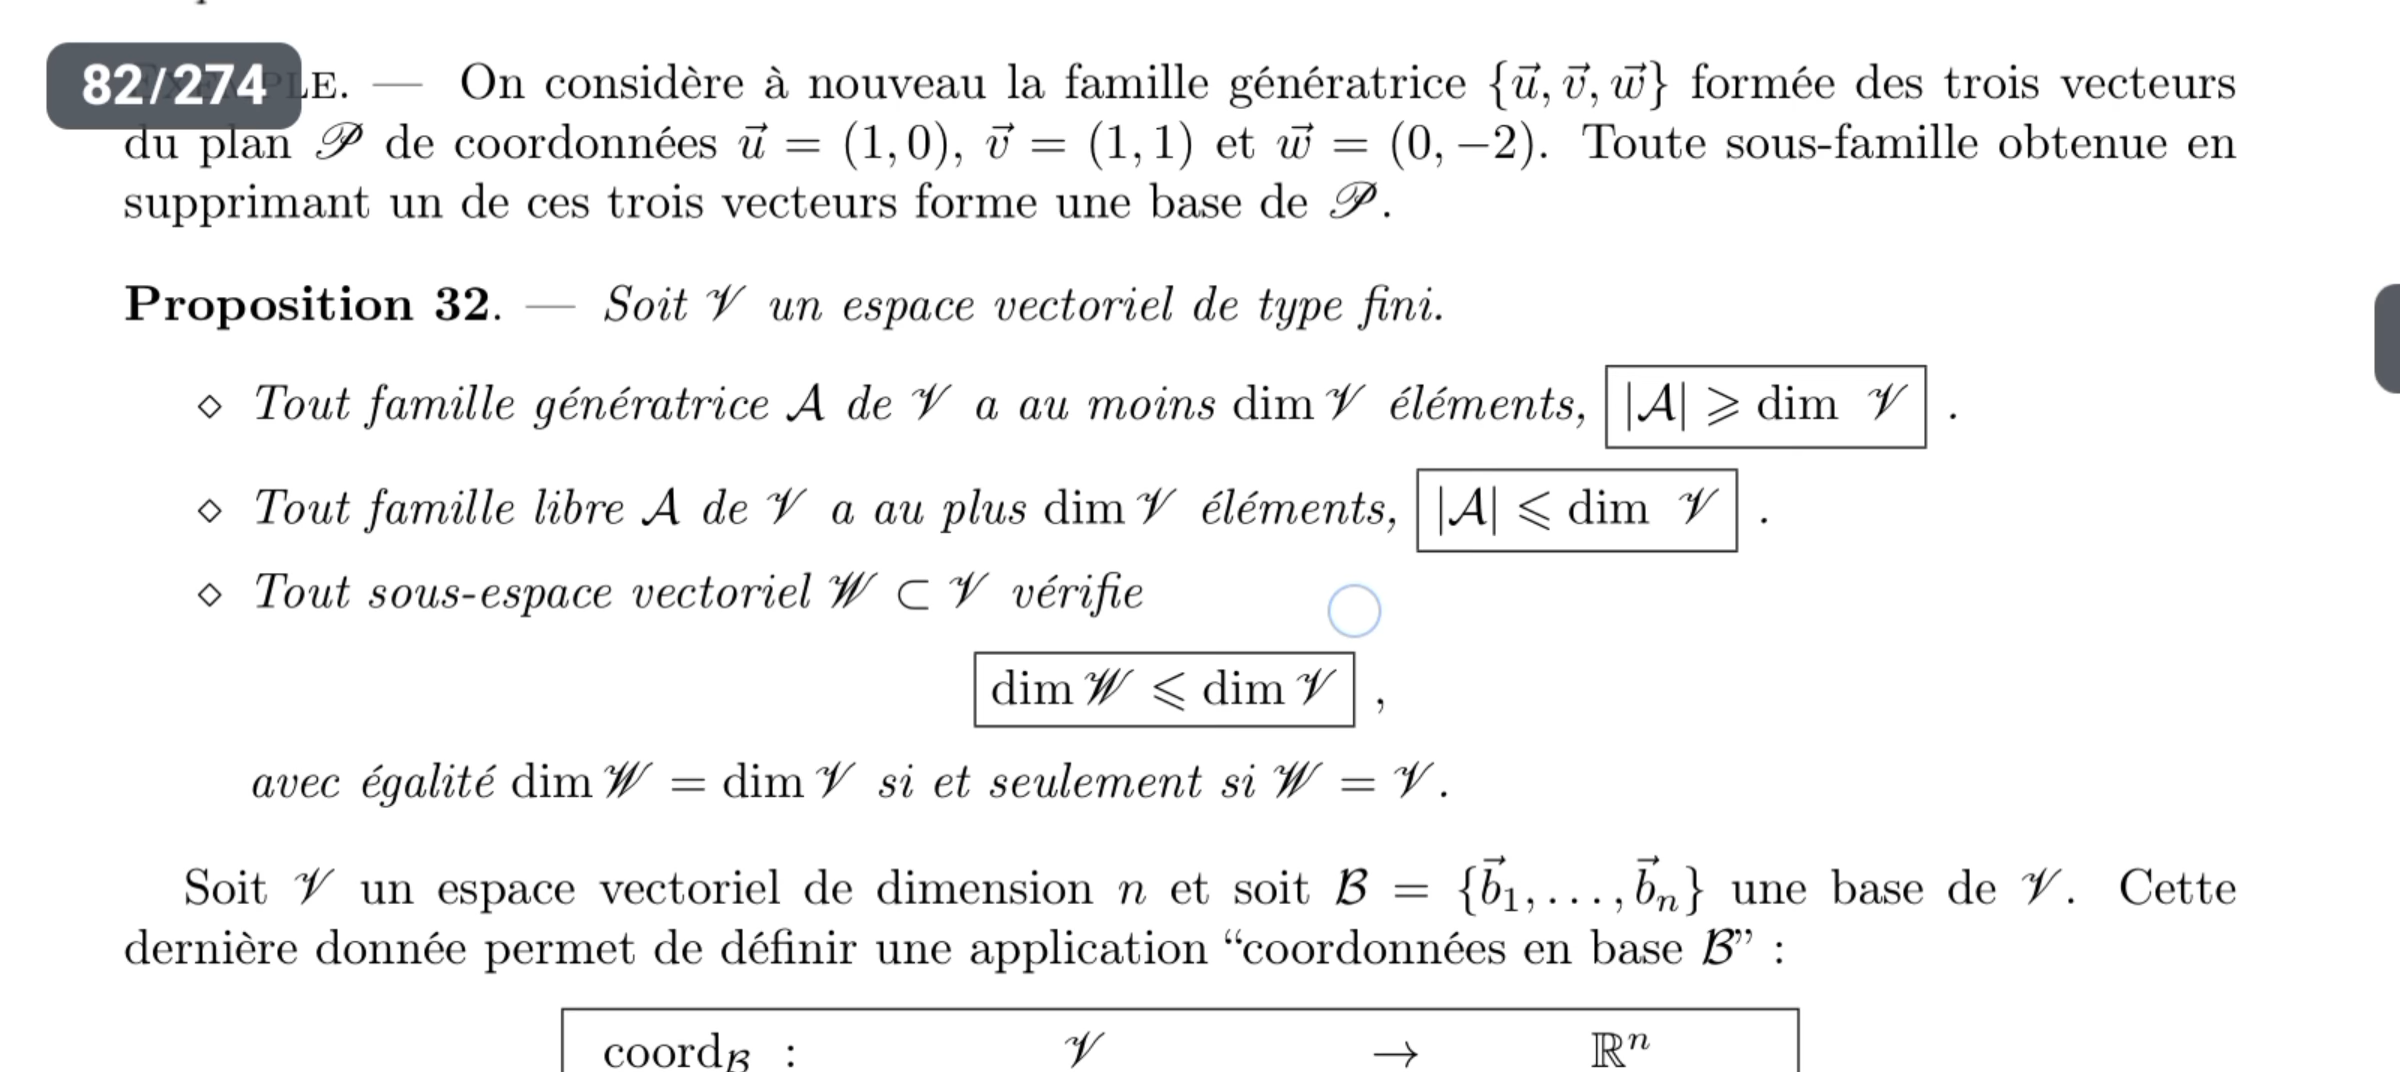 82/274 LE. — On considère à nouveau la famille génératrice {u⃗, v⃗, w⃗} formée des trois vecteurs
du plan 𝒫 de coordonnées u⃗ = (1, 0), v⃗ = (1, 1) et w⃗ = (0, −2). Toute sous-famille obtenue en
supprimant un de ces trois vecteurs forme une base de 𝒫.
Proposition 32. — Soit 𝒱 un espace vectoriel de type fini.
⋄ Tout famille génératrice 𝒜 de 𝒱 a au moins dim 𝒱 éléments, |𝒜| ⩾ dim 𝒱 .
⋄ Tout famille libre 𝒜 de 𝒱 a au plus dim 𝒱 éléments, |𝒜| ⩽ dim 𝒱 .
⋄ Tout sous-espace vectoriel 𝒲 ⊂ 𝒱 vérifie
dim 𝒲 ⩽ dim 𝒱 ,
avec égalité dim 𝒲 = dim 𝒱 si et seulement si 𝒲 = 𝒱.
Soit 𝒱 un espace vectoriel de dimension n et soit ℬ = {b⃗₁, . . . , b⃗ₙ} une base de 𝒱. Cette
dernière donnée permet de définir une application “coordonnées en base ℬ” :
coord_ℬ : 𝒱 → ℝⁿ